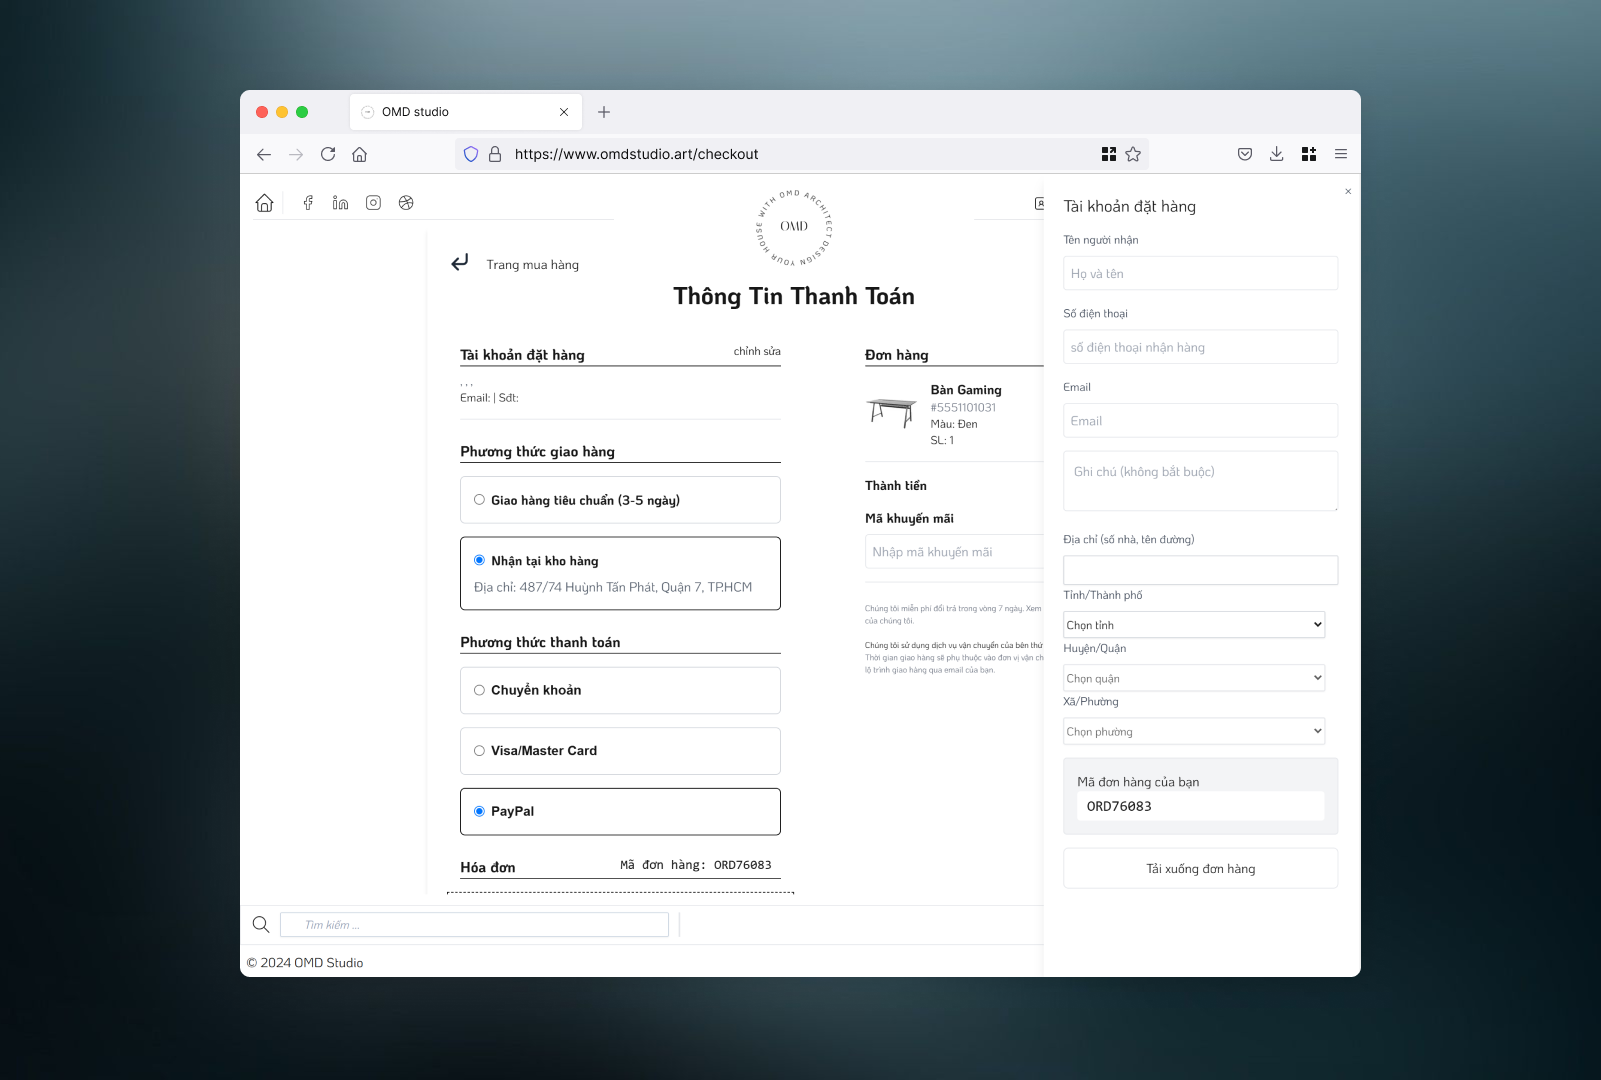 OMD studio
https://www.omdstudio.art/checkout
DESIGN YOUR HOUSE WITH OMD ARCHITECT
OMD
Trang mua hàng
Thông Tin Thanh Toán
Tài khoản đặt hàng
chỉnh sửa
, , ,
Email: | Sđt:
Phương thức giao hàng
Giao hàng tiêu chuẩn (3-5 ngày)
Nhận tại kho hàng
Địa chỉ: 487/74 Huỳnh Tấn Phát, Quận 7, TP.HCM
Phương thức thanh toán
Chuyển khoản
Visa/Master Card
PayPal
Hóa đơn
Mã đơn hàng: ORD76083
Đơn hàng
Bàn Gaming
#5551101031
Màu: Đen
SL: 1
Thành tiền
Mã khuyến mãi
Nhập mã khuyến mãi
Chúng tôi miễn phí đổi trả trong vòng 7 ngày. Xem
của chúng tôi.
Chúng tôi sử dụng dịch vụ vận chuyển của bên thứ
Thời gian giao hàng sẽ phụ thuộc vào đơn vị vận ch
lộ trình giao hàng qua email của bạn.
Tài khoản đặt hàng
Tên người nhận
Họ và tên
Số điện thoại
số điện thoại nhận hàng
Email
Email
Ghi chú (không bắt buộc)
Địa chỉ (số nhà, tên đường)
Tỉnh/Thành phố
Chọn tỉnh
Huyện/Quận
Chọn quận
Xã/Phường
Chọn phường
Mã đơn hàng của bạn
ORD76083
Tải xuống đơn hàng
Tìm kiếm ...
© 2024 OMD Studio